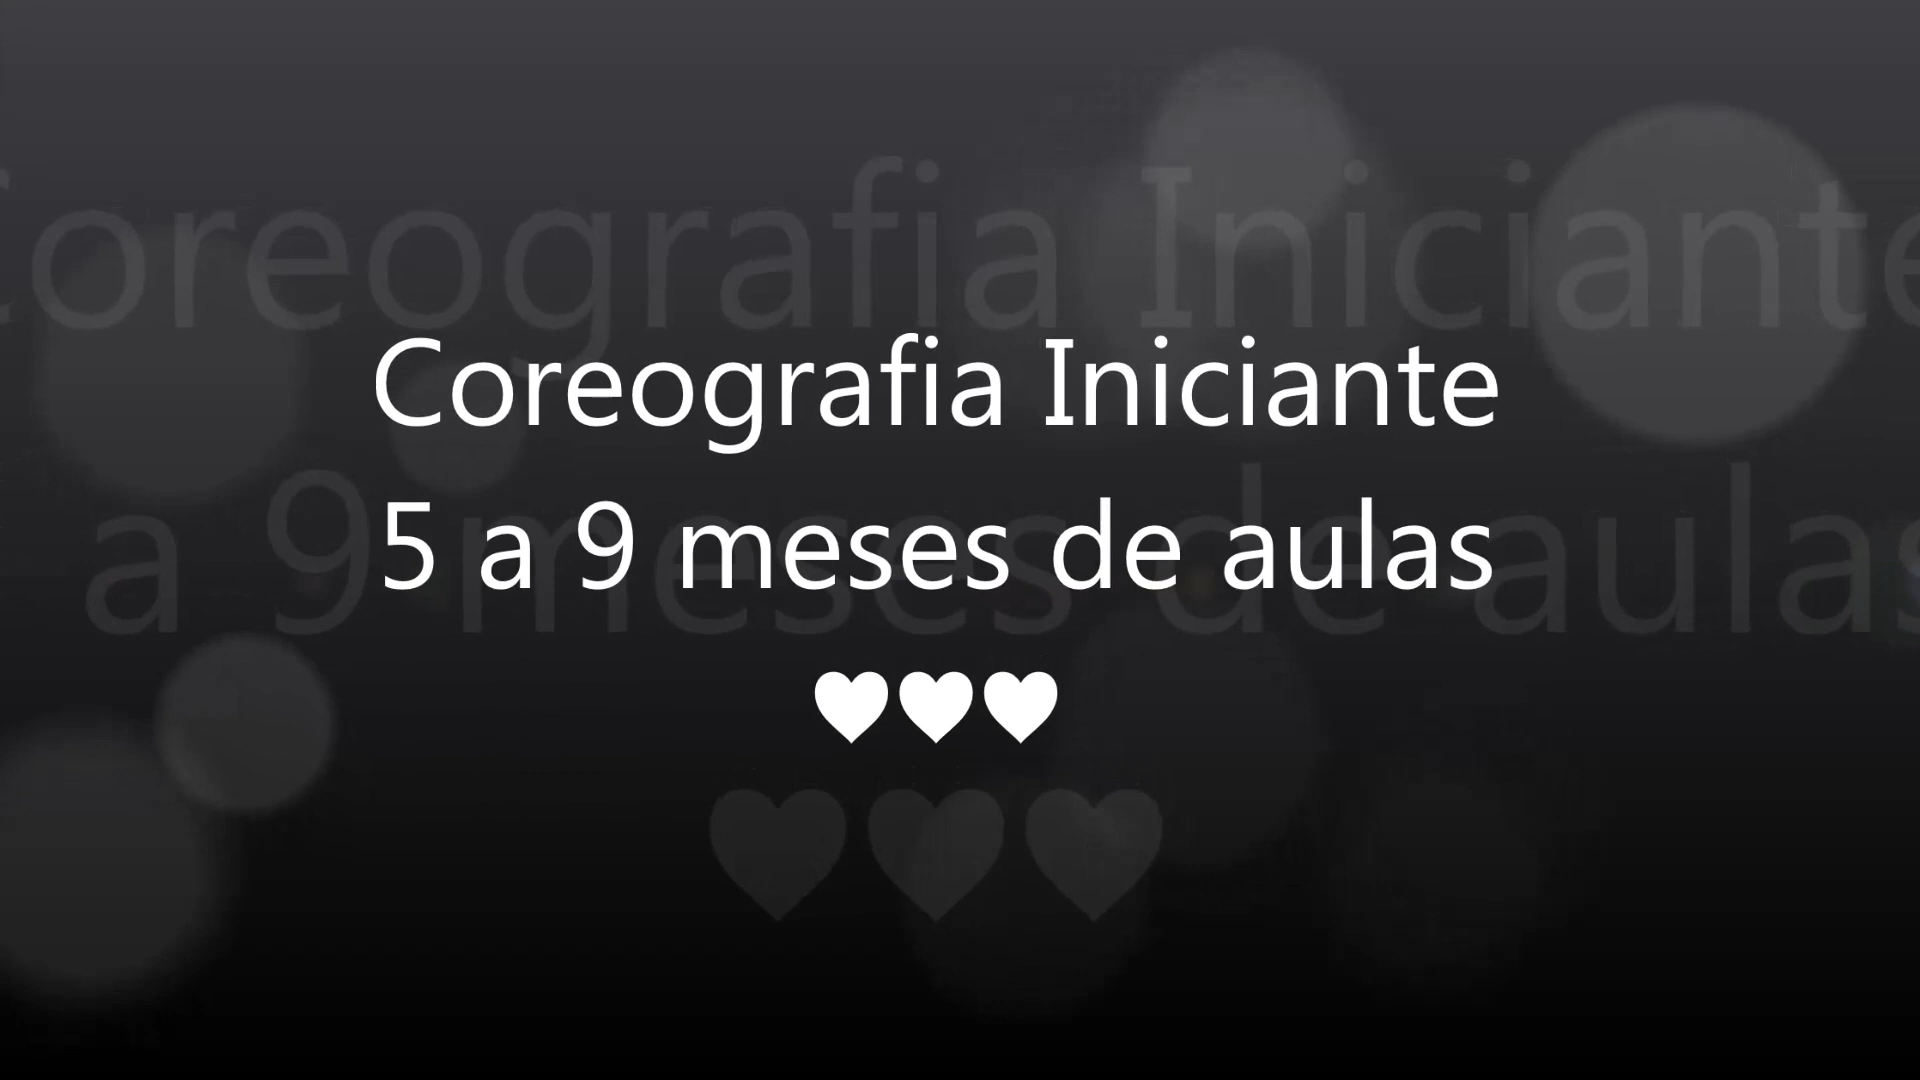 Coreografia Iniciante
5 a 9 meses de aulas
♥♥♥